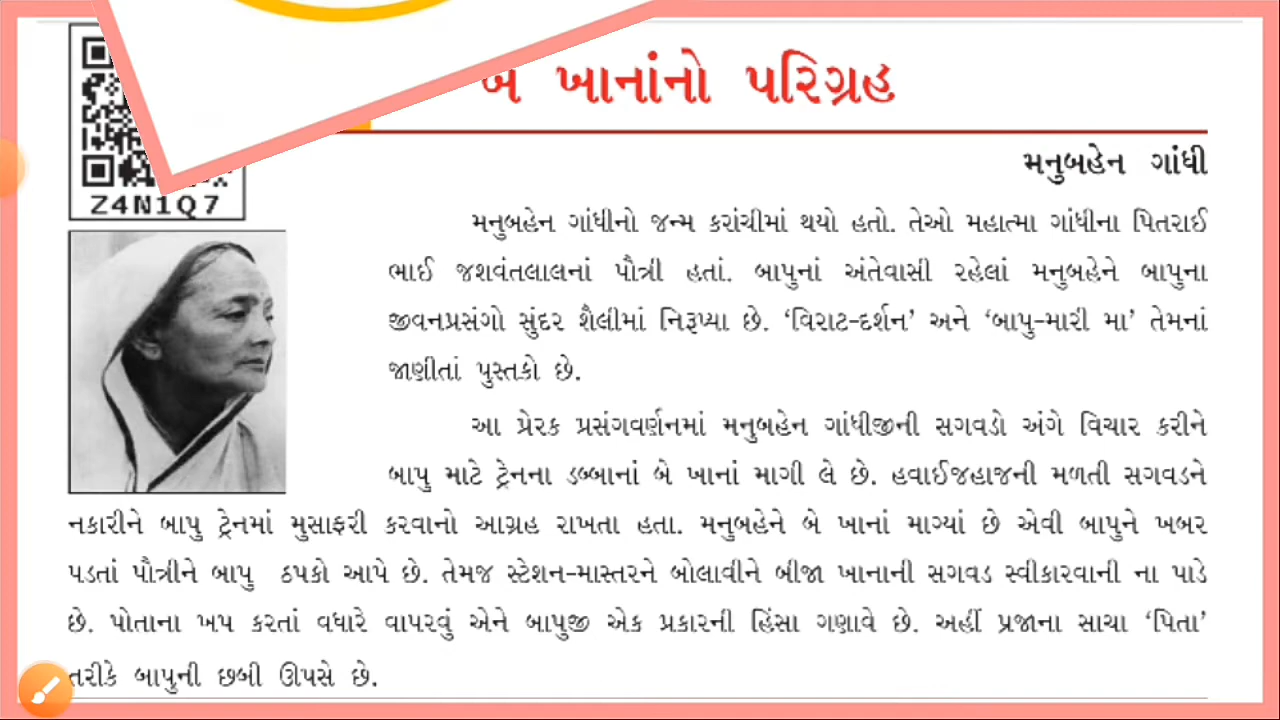 બે ખાનાંનો પરિગ્રહ
મનુબહેન ગાંધી
Z4N1Q7
મનુબહેન ગાંધીનો જન્મ કરાંચીમાં થયો હતો. તેઓ મહાત્મા ગાંધીના પિતરાઈ
ભાઈ જશવંતલાલનાં પૌત્રી હતાં. બાપુનાં અંતેવાસી રહેલાં મનુબહેને બાપુના
જીવનપ્રસંગો સુંદર શૈલીમાં નિરૂપ્યા છે. ‘વિરાટ-દર્શન’ અને ‘બાપુ-મારી મા’ તેમનાં
જાણીતાં પુસ્તકો છે.
આ પ્રેરક પ્રસંગવર્ણનમાં મનુબહેન ગાંધીજીની સગવડો અંગે વિચાર કરીને
બાપુ માટે ટ્રેનના ડબ્બાનાં બે ખાનાં માગી લે છે. હવાઈજહાજની મળતી સગવડને
નકારીને બાપુ ટ્રેનમાં મુસાફરી કરવાનો આગ્રહ રાખતા હતા. મનુબહેને બે ખાનાં માગ્યાં છે એવી બાપુને ખબર
પડતાં પૌત્રીને બાપુ ઠપકો આપે છે. તેમજ સ્ટેશન-માસ્તરને બોલાવીને બીજા ખાનાની સગવડ સ્વીકારવાની ના પાડે
છે. પોતાના ખપ કરતાં વધારે વાપરવું એને બાપુજી એક પ્રકારની હિંસા ગણાવે છે. અહીં પ્રજાના સાચા ‘પિતા’
તરીકે બાપુની છબી ઊપસે છે.